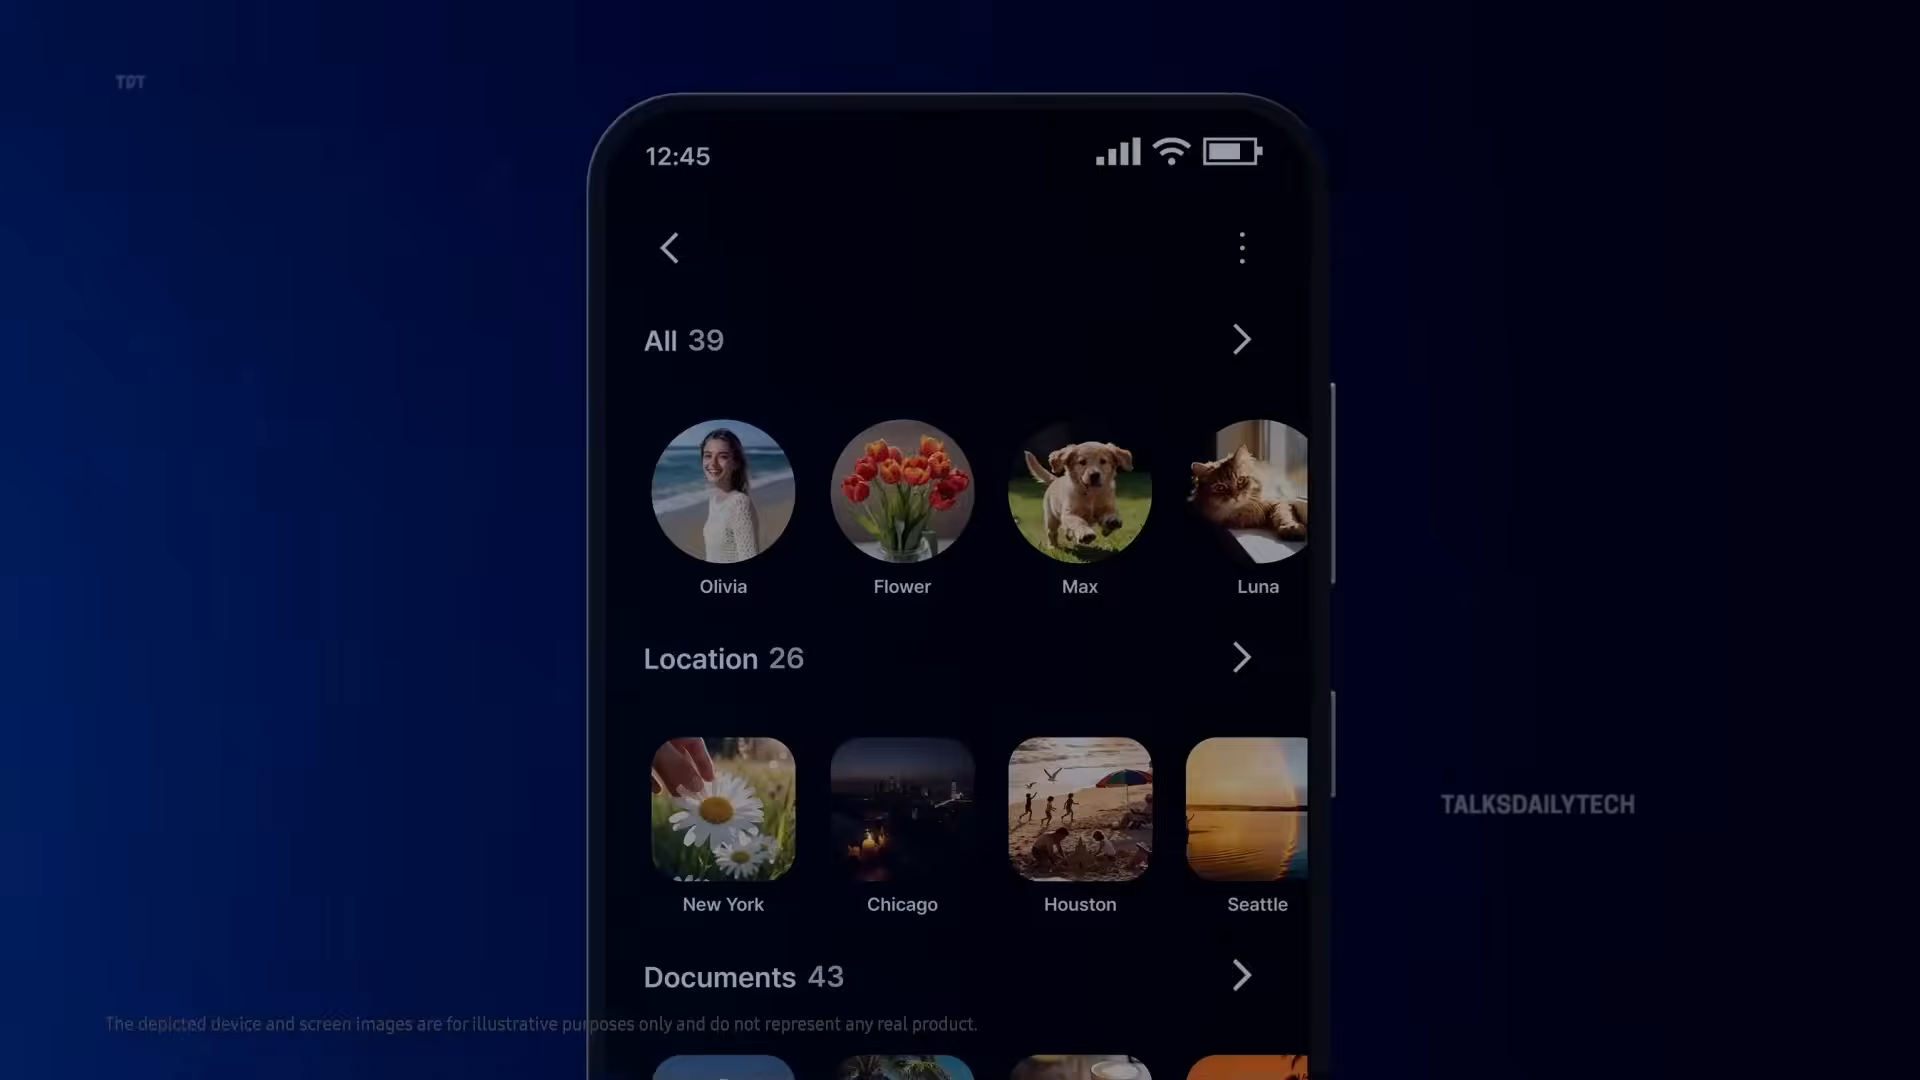 TDT
12:45
All 39
Olivia
Flower
Max
Luna
Location 26
New York
Chicago
Houston
Seattle
TALKSDAILYTECH
Documents 43
The depicted device and screen images are for illustrative purposes only and do not represent any real product.